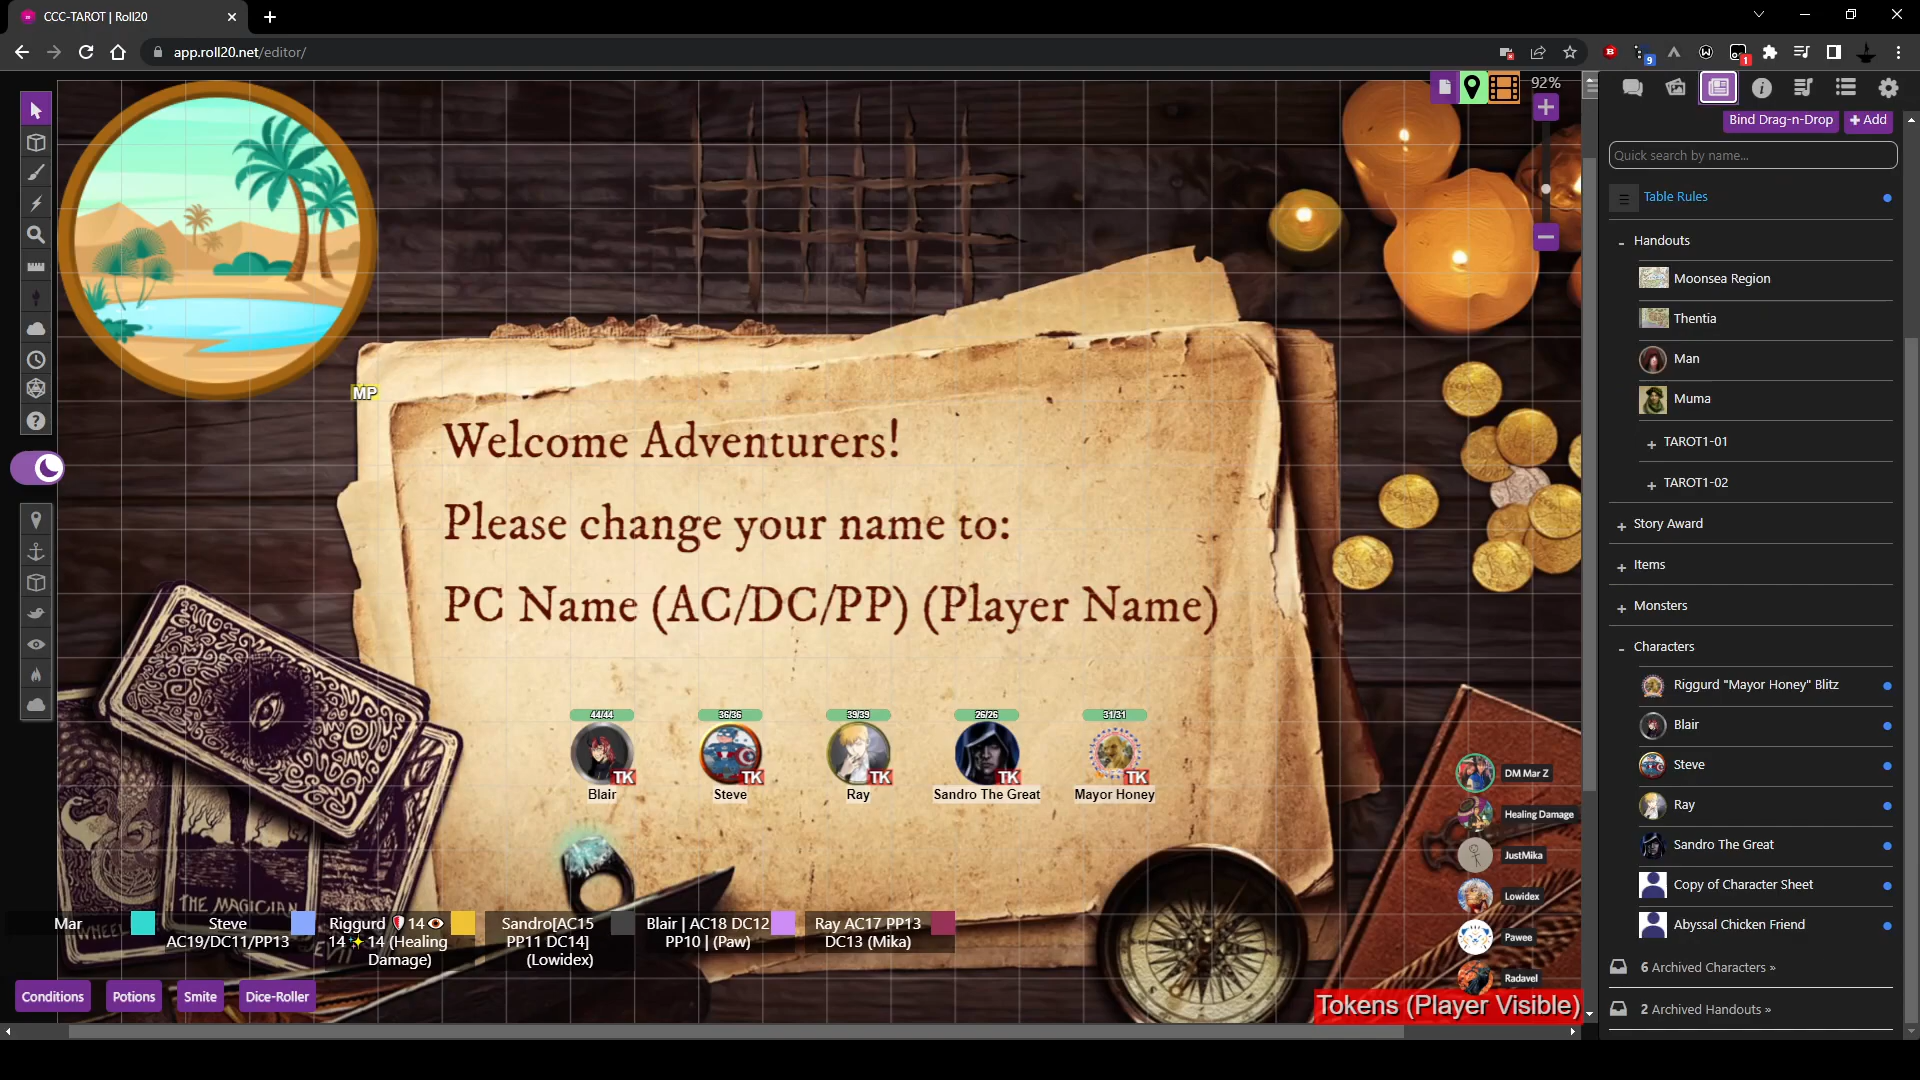 CCC-TAROT | Roll20
app.roll20.net/editor/
9
1
92%
Bind Drag-n-Drop
+ Add
Quick search by name...
Table Rules
- Handouts
Moonsea Region
Thentia
Man
Muma
+ TAROT1-01
+ TAROT1-02
+ Story Award
+ Items
+ Monsters
- Characters
Riggurd "Mayor Honey" Blitz
Blair
Steve
Ray
Sandro The Great
Copy of Character Sheet
Abyssal Chicken Friend
6 Archived Characters »
2 Archived Handouts »
MP
Welcome Adventurers!
Please change your name to:
PC Name (AC/DC/PP) (Player Name)
44/44
36/36
39/39
26/26
31/31
TK
TK
TK
TK
TK
Blair
Steve
Ray
Sandro The Great
Mayor Honey
DM Mar Z
Healing Damage
JustMika
Lowidex
Pawee
Radavel
THE MAGICIAN
Mar
Steve
AC19/DC11/PP13
Riggurd 🛡14👁
14✨14 (Healing
Damage)
Sandro[AC15
PP11 DC14]
(Lowidex)
Blair | AC18 DC12
PP10 | (Paw)
Ray AC17 PP13
DC13 (Mika)
Conditions
Potions
Smite
Dice-Roller
Tokens (Player Visible)